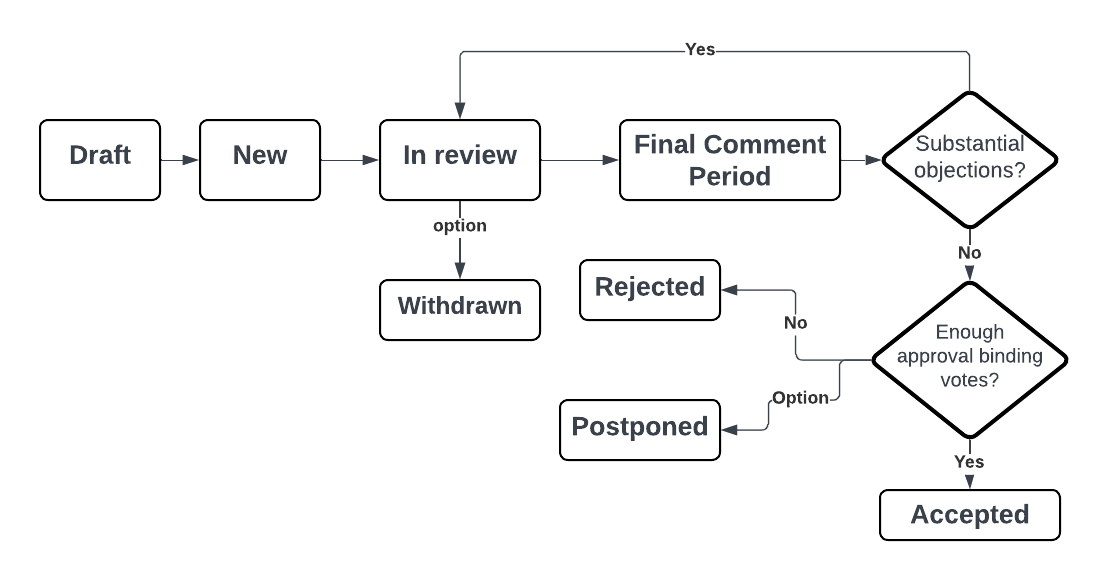 Yes
Draft
New
In review
Final Comment
Period
Substantial
objections?
option
No
Withdrawn
Rejected
No
Enough
approval binding
votes?
Option
Postponed
Yes
Accepted